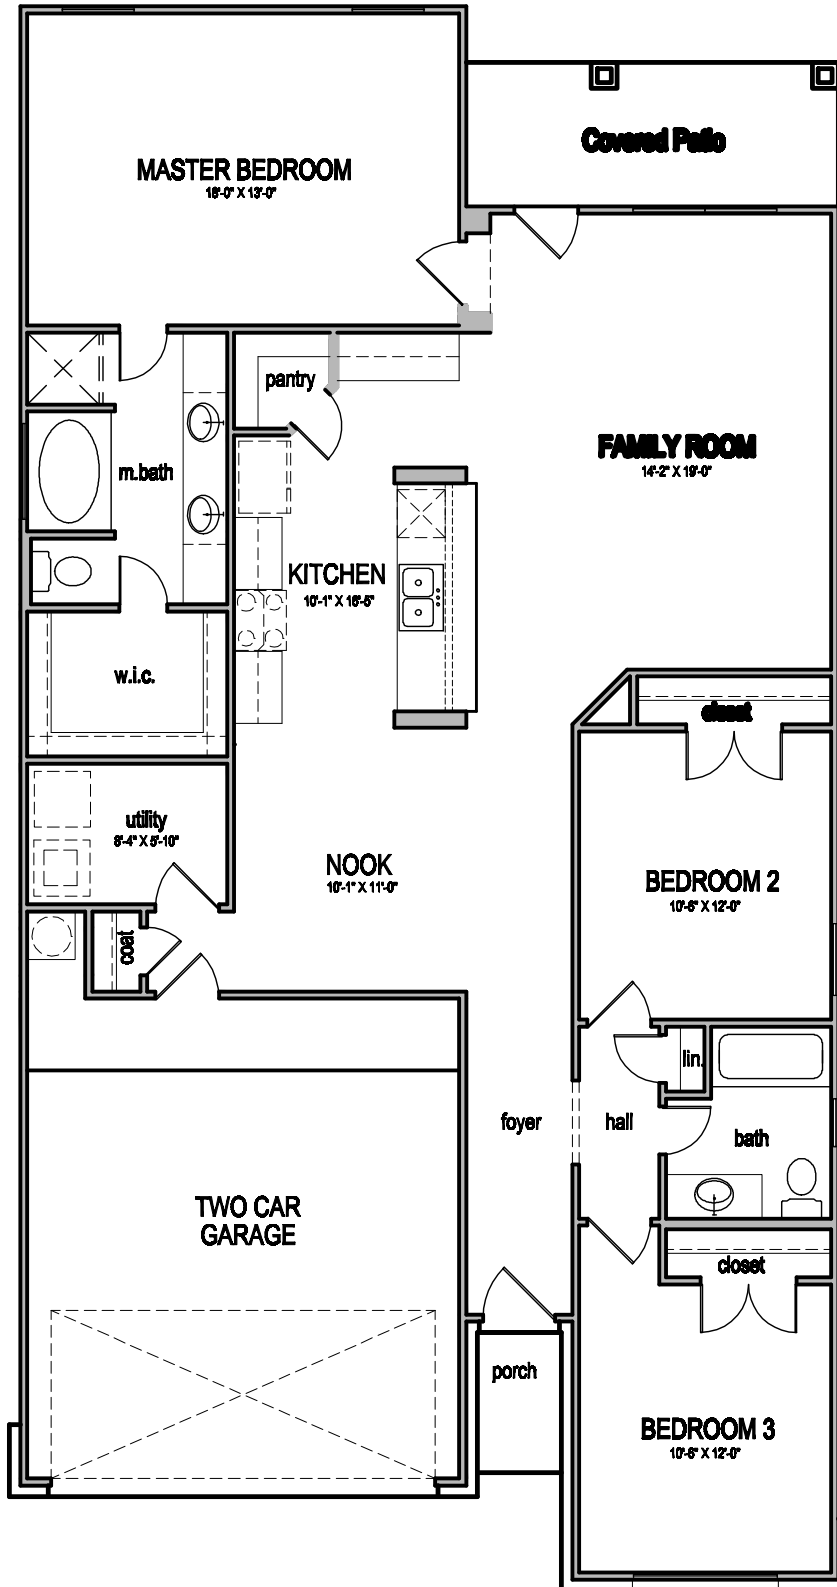 Covered Patio
MASTER BEDROOM
18'-0" X 13'-0"
pantry
FAMILY ROOM
14'-2" X 19'-0"
m.bath
KITCHEN
10'-1" X 16'-5"
w.i.c.
closet
utility
8'-4" X 5'-10"
NOOK
10'-1" X 11'-0"
BEDROOM 2
10'-6" X 12'-0"
coat
lin.
foyer
hall
bath
TWO CAR
GARAGE
closet
porch
BEDROOM 3
10'-6" X 12'-0"